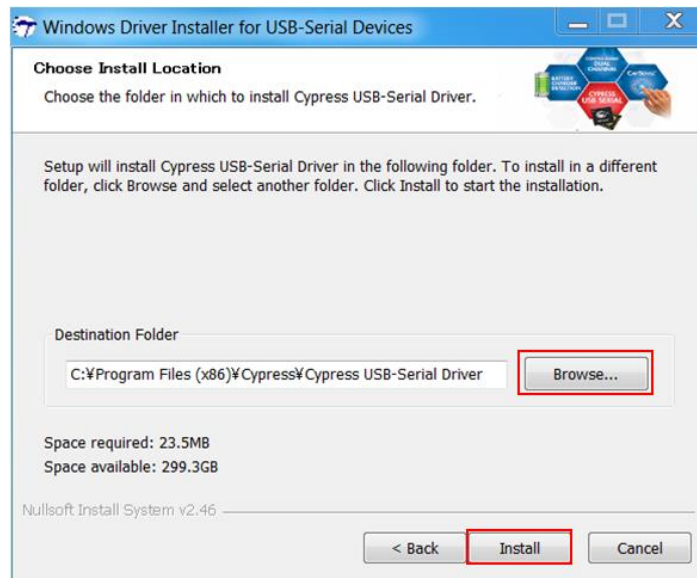 Windows Driver Installer for USB-Serial Devices
Choose Install Location
Choose the folder in which to install Cypress USB-Serial Driver.
CYPRESS
USB SERIAL
Setup will install Cypress USB-Serial Driver in the following folder. To install in a different
folder, click Browse and select another folder. Click Install to start the installation.
Destination Folder
C:¥Program Files (x86)¥Cypress¥Cypress USB-Serial Driver
Browse...
Space required: 23.5MB
Space available: 299.3GB
Nullsoft Install System v2.46
< Back
Install
Cancel